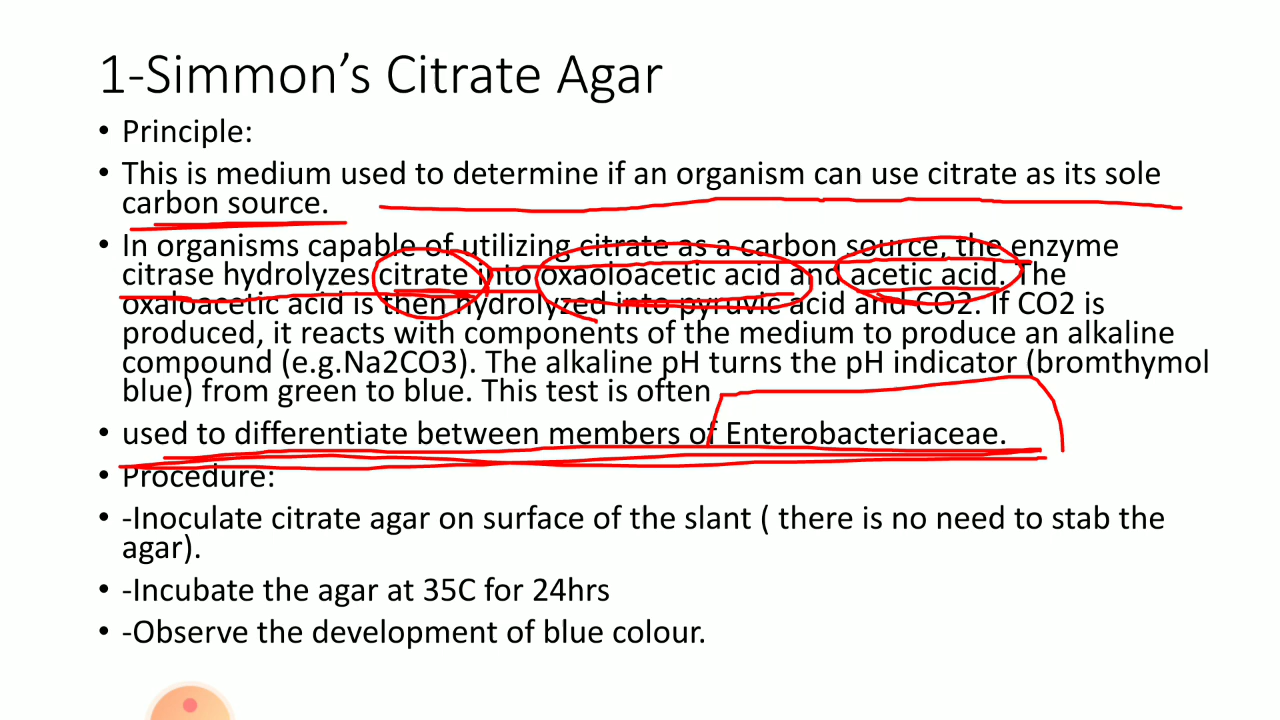 1-Simmon’s Citrate Agar
• Principle:
• This is medium used to determine if an organism can use citrate as its sole
carbon source.
• In organisms capable of utilizing citrate as a carbon source, the enzyme
citrase hydrolyzes citrate into oxaoloacetic acid and acetic acid. The
oxaloacetic acid is then hydrolyzed into pyruvic acid and CO2. If CO2 is
produced, it reacts with components of the medium to produce an alkaline
compound (e.g.Na2CO3). The alkaline pH turns the pH indicator (bromthymol
blue) from green to blue. This test is often
• used to differentiate between members of Enterobacteriaceae.
• Procedure:
• -Inoculate citrate agar on surface of the slant ( there is no need to stab the
agar).
• -Incubate the agar at 35C for 24hrs
• -Observe the development of blue colour.